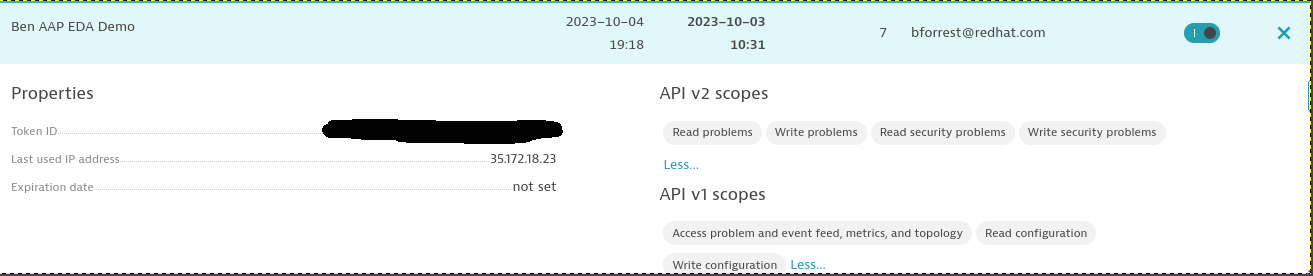 Ben AAP EDA Demo
2023-10-04 19:18
2023-10-03 10:31
7
bforrest@redhat.com
Properties
Token ID
Last used IP address 35.172.18.23
Expiration date not set
API v2 scopes
Read problems Write problems Read security problems Write security problems
Less...
API v1 scopes
Access problem and event feed, metrics, and topology Read configuration
Write configuration Less...